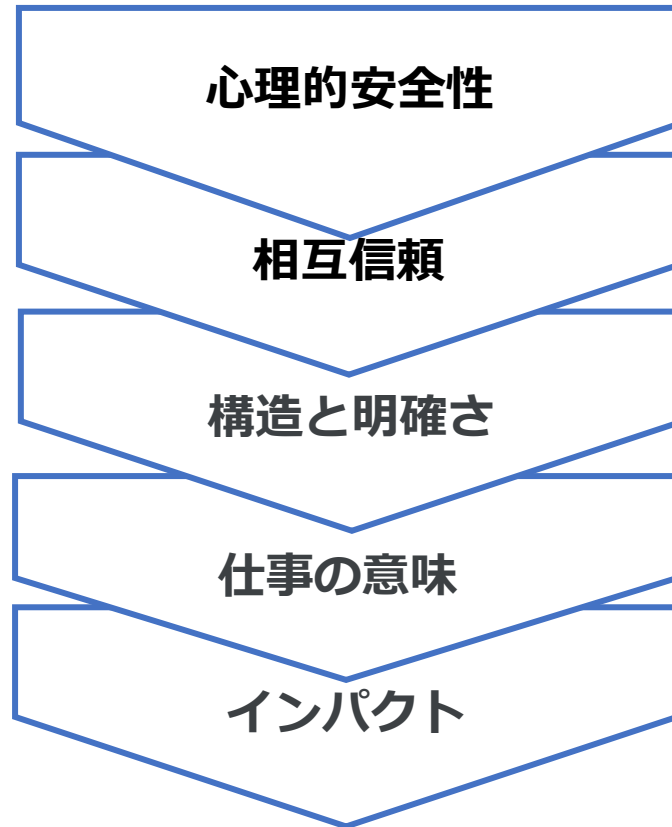 心理的安全性
相互信頼
構造と明確さ
仕事の意味
インパクト